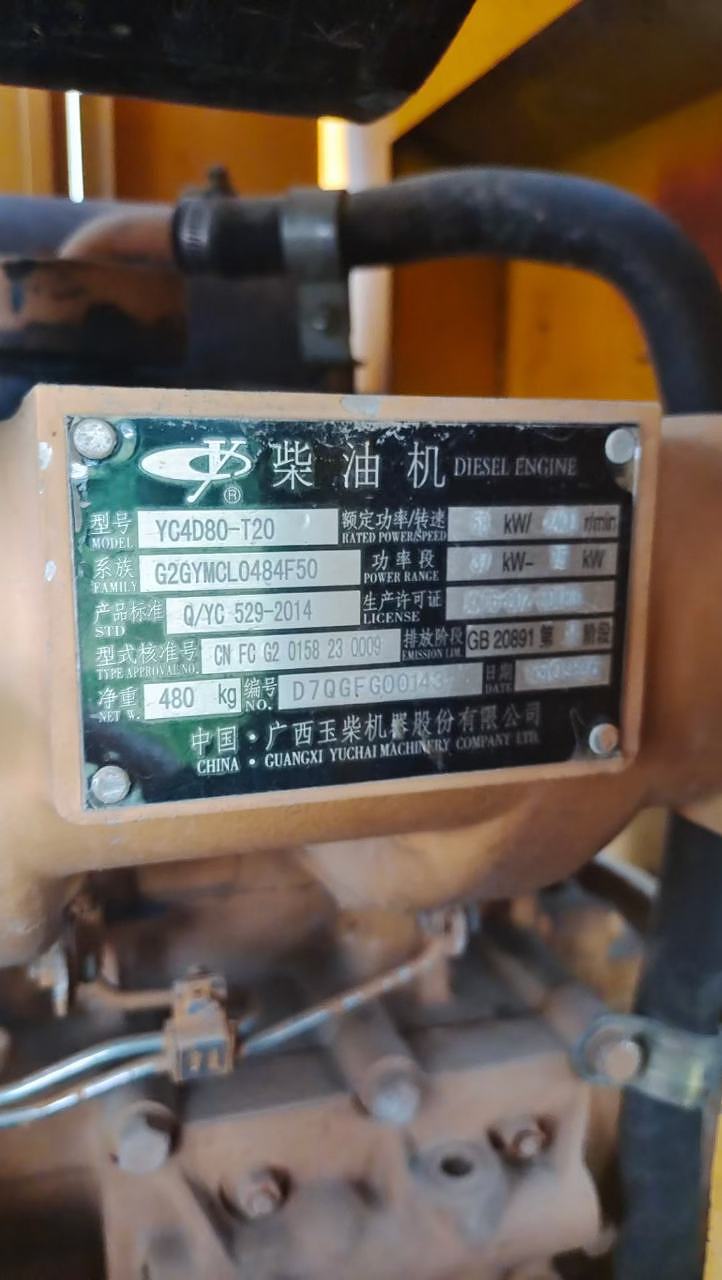 柴油机 DIESEL ENGINE
型号 YC4D80-T20 额定功率/转速 kW/ r/min
MODEL RATED POWER/SPEED
系族 G2GYMCL0484F50 功率段 kW- kW
FAMILY POWER RANGE
产品标准 Q/YC 529-2014 生产许可证
STD LICENSE
型式核准号 CN FC G2 0158 23 0009 排放阶段 GB 20891 第 阶段
TYPE APPROVAL NO. EMISSION LIM.
净重 480 kg 编号 D7QGFG00143 日期
NET W. NO. DATE
中国·广西玉柴机器股份有限公司
CHINA · GUANGXI YUCHAI MACHINERY COMPANY LTD.